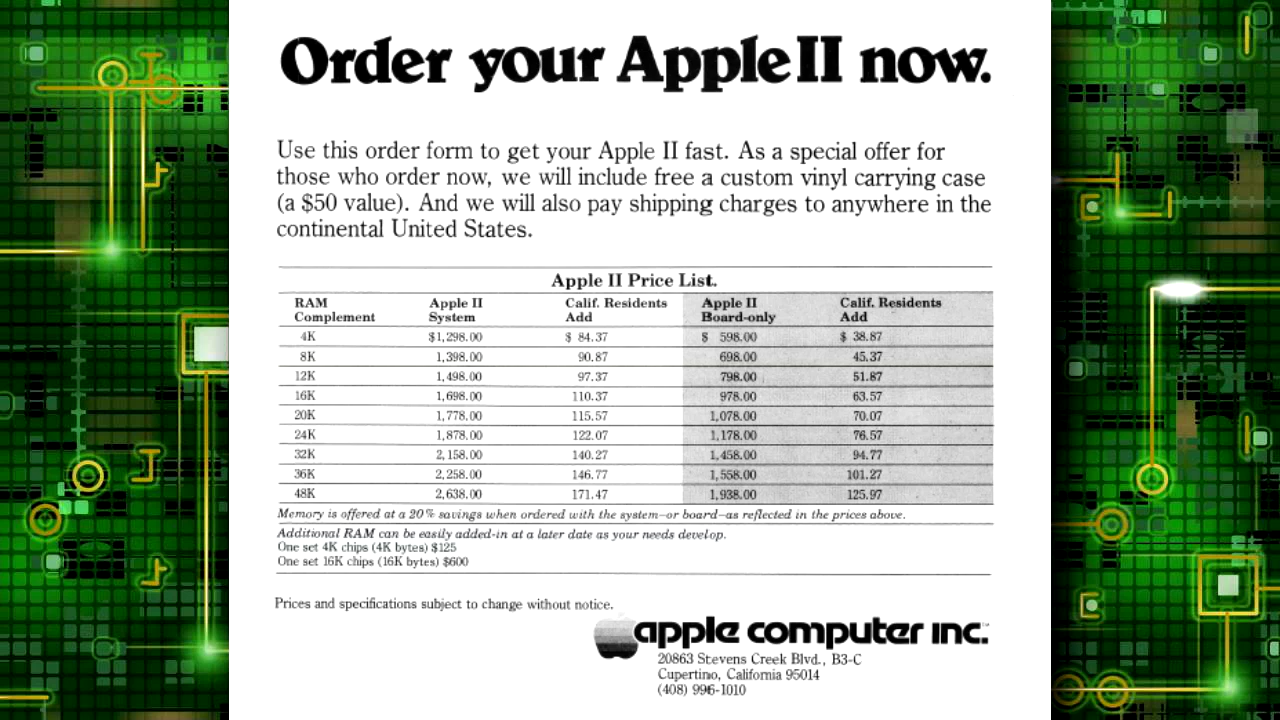 Order your Apple II now.
Use this order form to get your Apple II fast. As a special offer for
those who order now, we will include free a custom vinyl carrying case
(a $50 value). And we will also pay shipping charges to anywhere in the
continental United States.
Apple II Price List.
RAM Complement Apple II System Calif. Residents Add Apple II Board-only Calif. Residents Add
4K $1,298.00 $ 84.37 $ 598.00 $ 38.87
8K 1,398.00 90.87 698.00 45.37
12K 1,498.00 97.37 798.00 51.87
16K 1,698.00 110.37 978.00 63.57
20K 1,778.00 115.57 1,078.00 70.07
24K 1,878.00 122.07 1,178.00 76.57
32K 2,158.00 140.27 1,458.00 94.77
36K 2,258.00 146.77 1,558.00 101.27
48K 2,638.00 171.47 1,938.00 125.97
Memory is offered at a 20% savings when ordered with the system–or board–as reflected in the prices above.
Additional RAM can be easily added-in at a later date as your needs develop.
One set 4K chips (4K bytes) $125
One set 16K chips (16K bytes) $600
Prices and specifications subject to change without notice.
apple computer inc.™
20863 Stevens Creek Blvd., B3-C
Cupertino, California 95014
(408) 996-1010